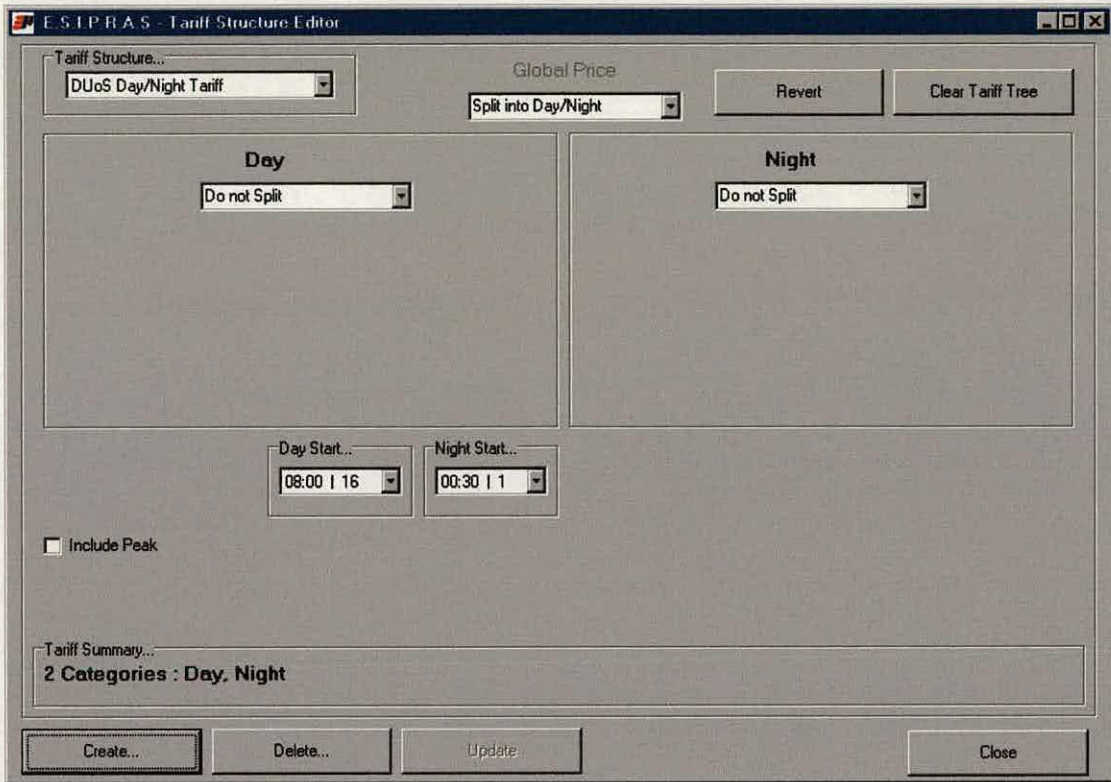 E.S.I.P.R.A.S - Tariff Structure Editor
Tariff Structure...
DUoS Day/Night Tariff
Global Price
Split into Day/Night
Revert
Clear Tariff Tree
Day
Do not Split
Night
Do not Split
Day Start...
08:00 | 16
Night Start...
00:30 | 1
Include Peak
Tariff Summary...
2 Categories : Day, Night
Create...
Delete...
Update
Close